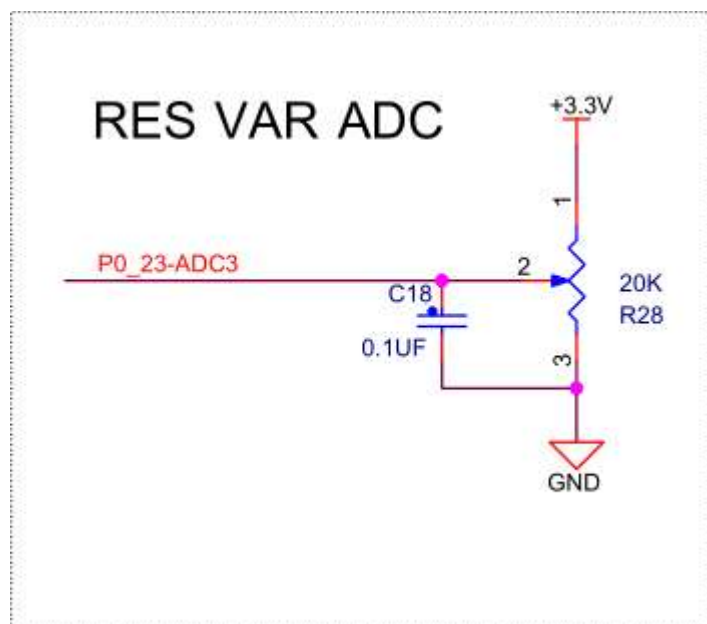 RES VAR ADC
+3.3V
1
P0_23-ADC3
2
C18
20K
R28
0.1UF
3
GND